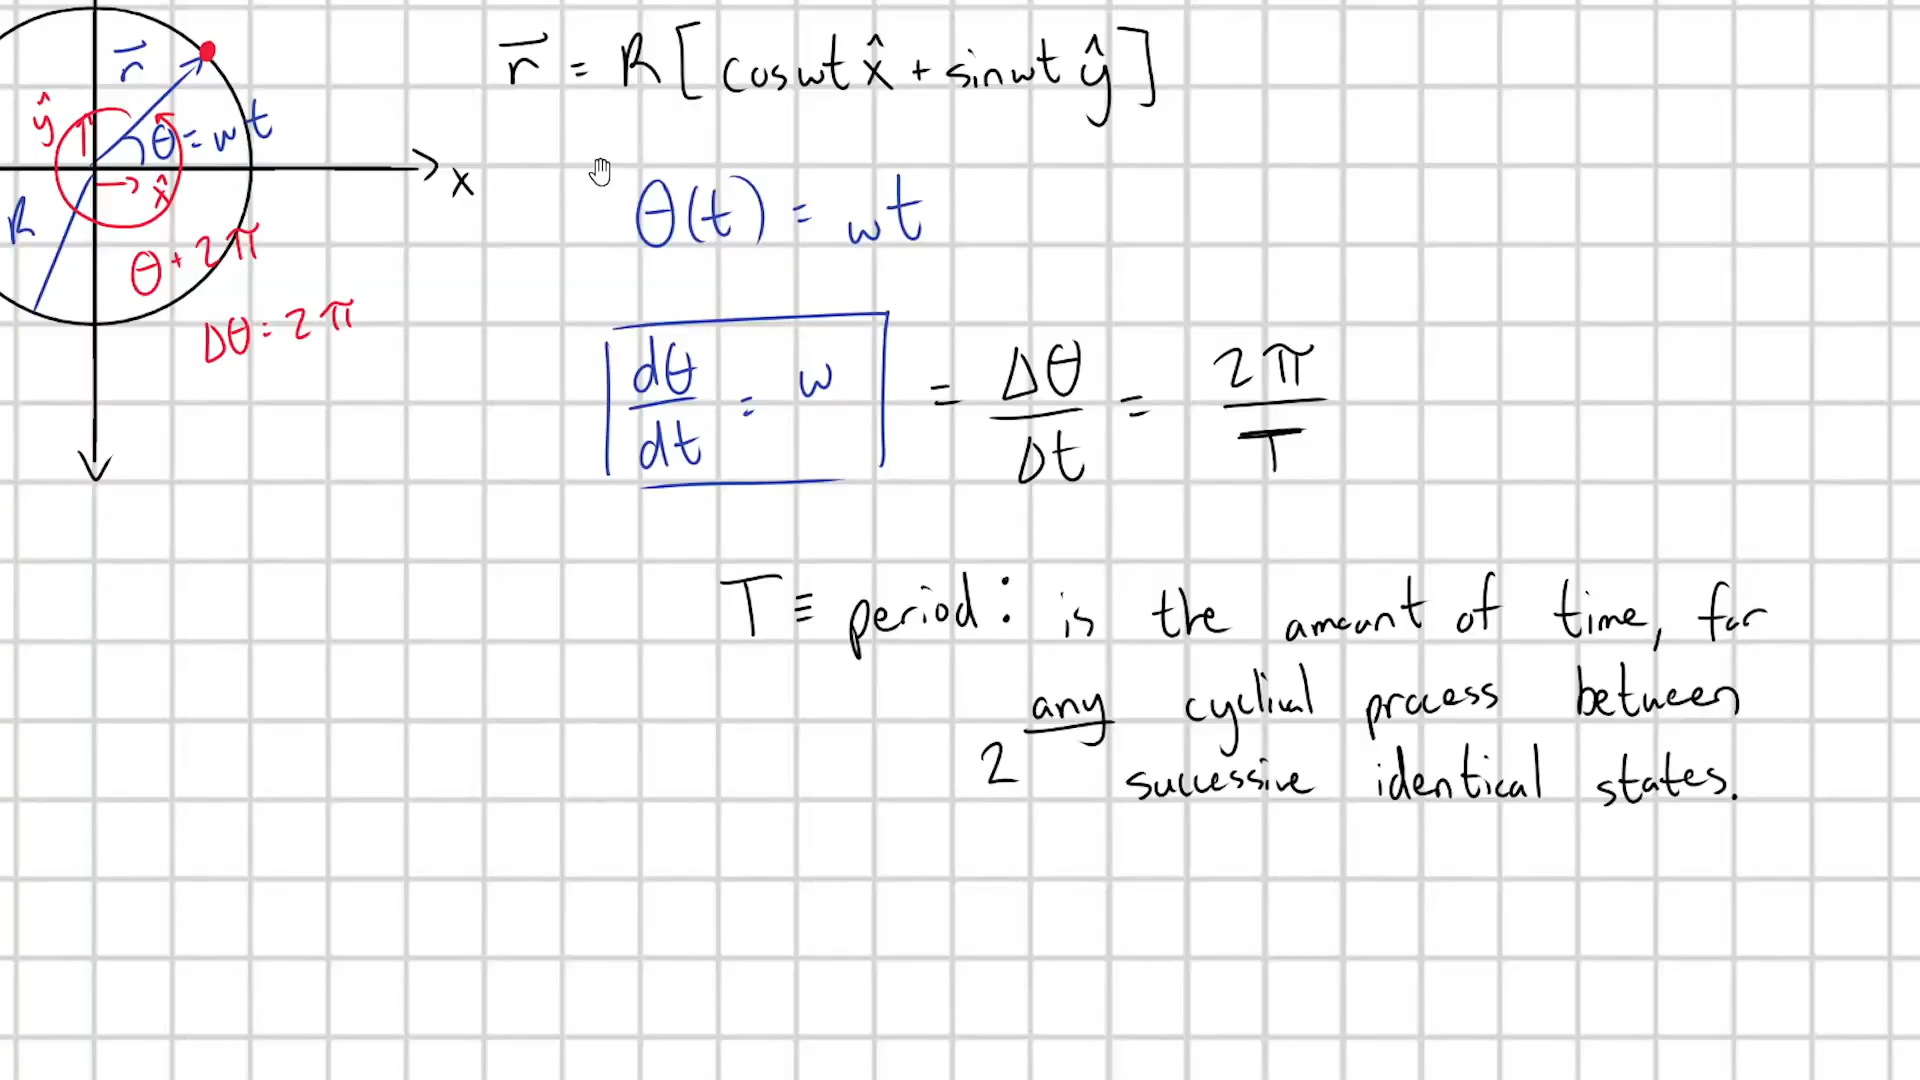 r⃗ = R [ cos ωt x̂ + sin ωt ŷ ]
r⃗
ŷ
θ = ωt
x̂
x
R
θ + 2π
Δθ = 2π
θ(t) = ωt
dθ/dt = ω = Δθ/Δt = 2π/T
T ≡ period : is the amount of time, for
any cyclical process between
2 successive identical states.